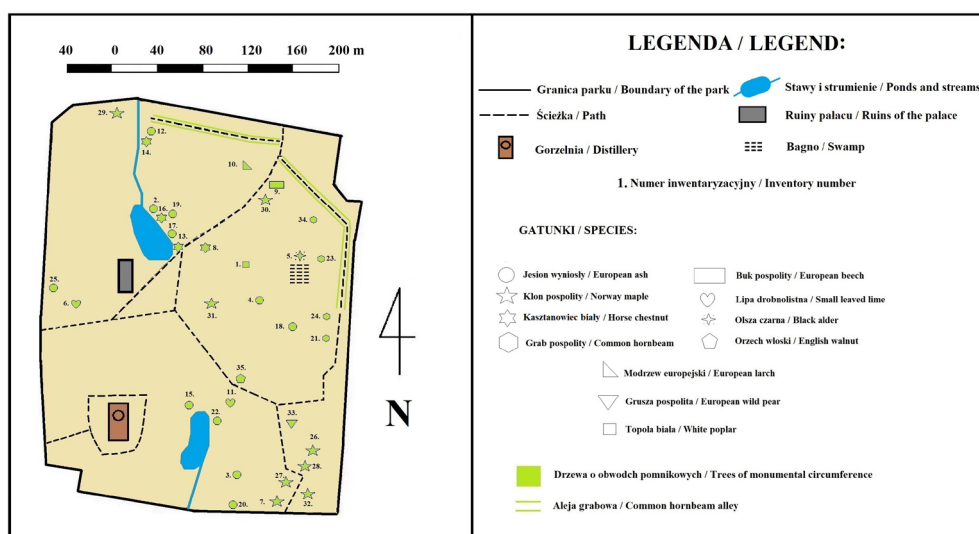 40 0 40 80 120 160 200 m
29.
12.
14.
10.
9.
30.
2.
16.
19.
34.
17.
13.
8.
5.
23.
1.
25.
6.
4.
31.
18.
24.
21.
35.
11.
15.
22.
33.
26.
28.
3.
27.
7.
32.
20.
N
LEGENDA / LEGEND:
Granica parku / Boundary of the park
Stawy i strumienie / Ponds and streams
Ścieżka / Path
Ruiny pałacu / Ruins of the palace
Gorzelnia / Distillery
Bagno / Swamp
1. Numer inwentaryzacyjny / Inventory number
GATUNKI / SPECIES:
Jesion wyniosły / European ash
Buk pospolity / European beech
Klon pospolity / Norway maple
Lipa drobnolistna / Small leaved lime
Kasztanowiec biały / Horse chestnut
Olsza czarna / Black alder
Grab pospolity / Common hornbeam
Orzech włoski / English walnut
Modrzew europejski / European larch
Grusza pospolita / European wild pear
Topola biała / White poplar
Drzewa o obwodch pomnikowych / Trees of monumental circumference
Aleja grabowa / Common hornbeam alley